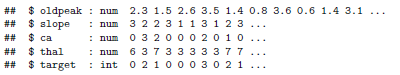 ## $ oldpeak : num 2.3 1.5 2.6 3.5 1.4 0.8 3.6 0.6 1.4 3.1 ...
## $ slope : num 3 2 2 3 1 1 3 1 2 3 ...
## $ ca : num 0 3 2 0 0 0 2 0 1 0 ...
## $ thal : num 6 3 7 3 3 3 3 3 7 7 ...
## $ target : int 0 2 1 0 0 0 3 0 2 1 ...